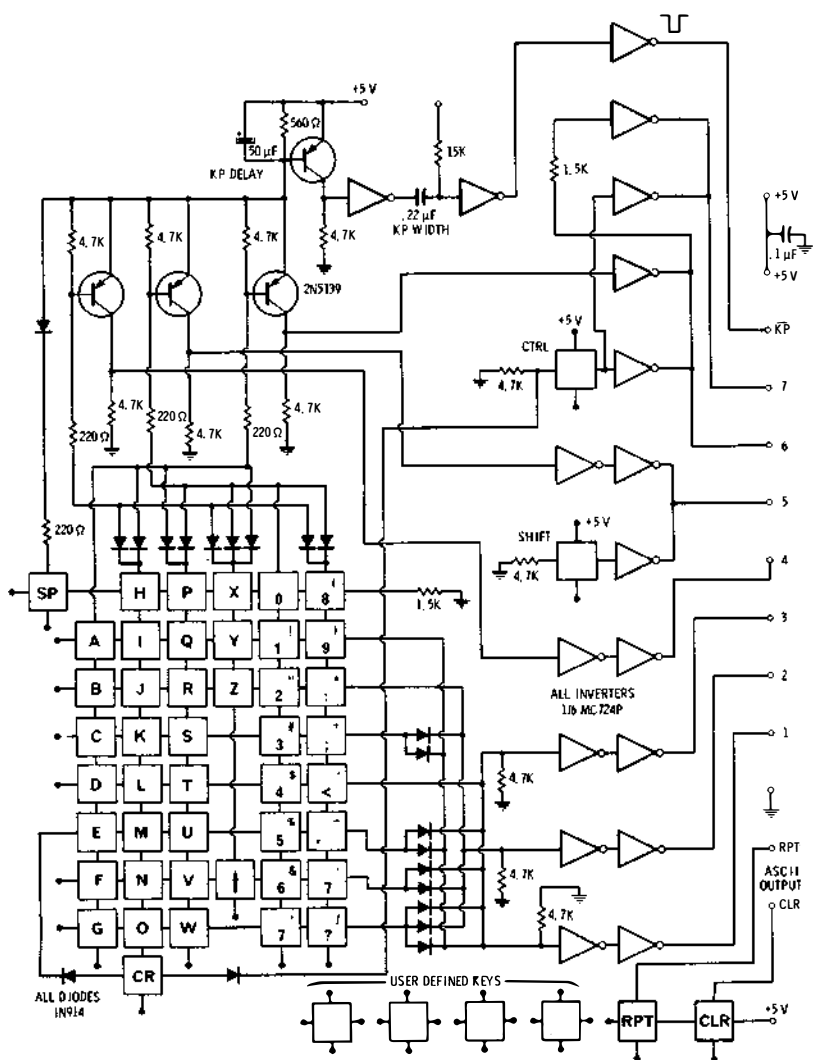 +5 V
560 Ω
50 µF
KP DELAY
15K
.22 µF
KP WIDTH
4.7K
1.5K
+5 V
.1 µF
+5 V
4.7K
4.7K
4.7K
2N5139
KP
+5 V
CTRL
4.7K
7
4.7K
4.7K
4.7K
220 Ω
220 Ω
220 Ω
6
+5 V
SHIFT
4.7K
5
220 Ω
4
SP H P X 0 ( 8
1.5K
3
A I Q Y ! 1 ) 9
ALL INVERTERS
1/6 MC724P
B J R Z " 2 * :
2
C K S # 3 + ;
1
4.7K
D L T $ 4 <
E M U % 5
4.7K
RPT
ASCII
OUTPUT
CLR
F N V ↑ & 6 7
4.7K
G O W ' 7 ?
CR
ALL DIODES
1N914
USER DEFINED KEYS
RPT CLR +5 V